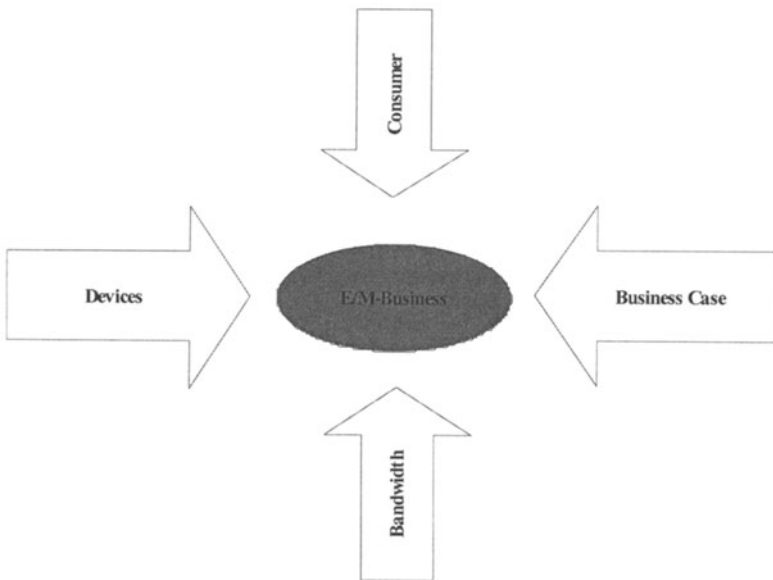 Consumer
Devices
E/M-Business
Business Case
Bandwidth